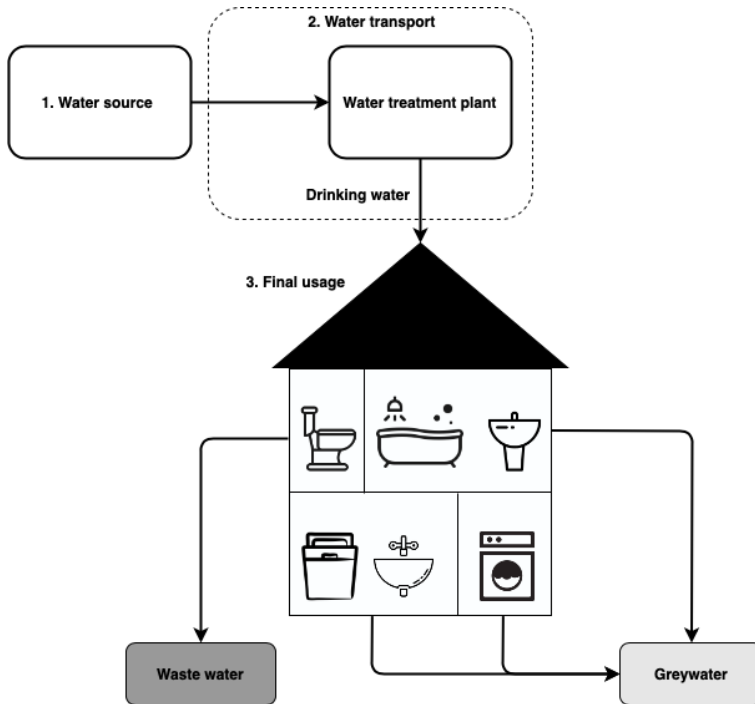 2. Water transport
1. Water source
Water treatment plant
Drinking water
3. Final usage
Waste water
Greywater